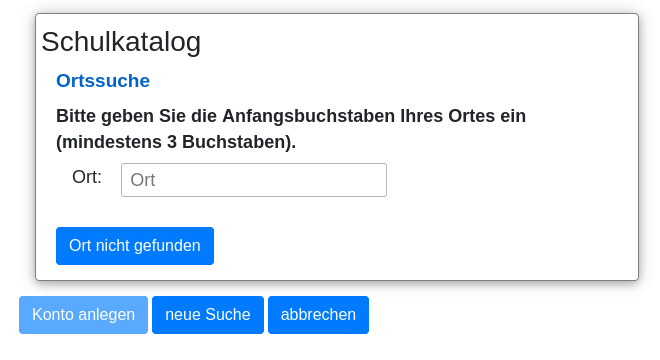 Schulkatalog
Ortssuche
Bitte geben Sie die Anfangsbuchstaben Ihres Ortes ein
(mindestens 3 Buchstaben).
Ort: Ort
Ort nicht gefunden
Konto anlegen neue Suche abbrechen